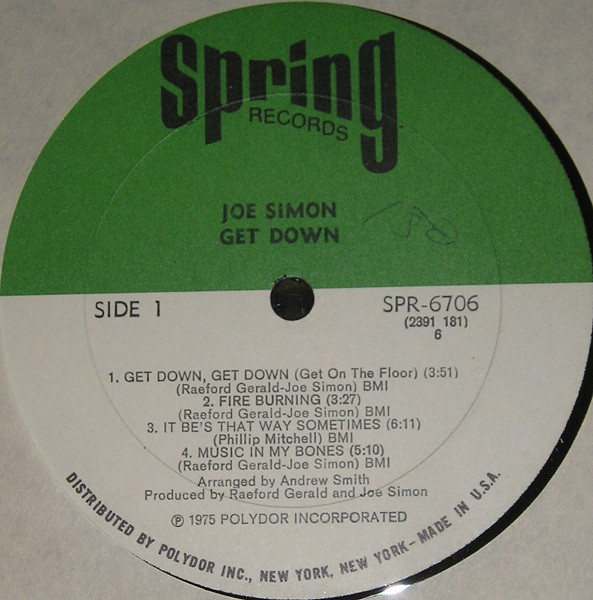 Spring
RECORDS
JOE SIMON
GET DOWN
SIDE 1
SPR-6706
(2391 181)
6
1. GET DOWN, GET DOWN (Get On The Floor) (3:51)
(Raeford Gerald-Joe Simon) BMI
2. FIRE BURNING (3:27)
(Raeford Gerald-Joe Simon) BMI
3. IT BE'S THAT WAY SOMETIMES (6:11)
(Phillip Mitchell) BMI
4. MUSIC IN MY BONES (5:10)
(Raeford Gerald-Joe Simon) BMI
Arranged by Andrew Smith
Produced by Raeford Gerald and Joe Simon
℗ 1975 POLYDOR INCORPORATED
DISTRIBUTED BY POLYDOR INC., NEW YORK, NEW YORK-MADE IN U.S.A.